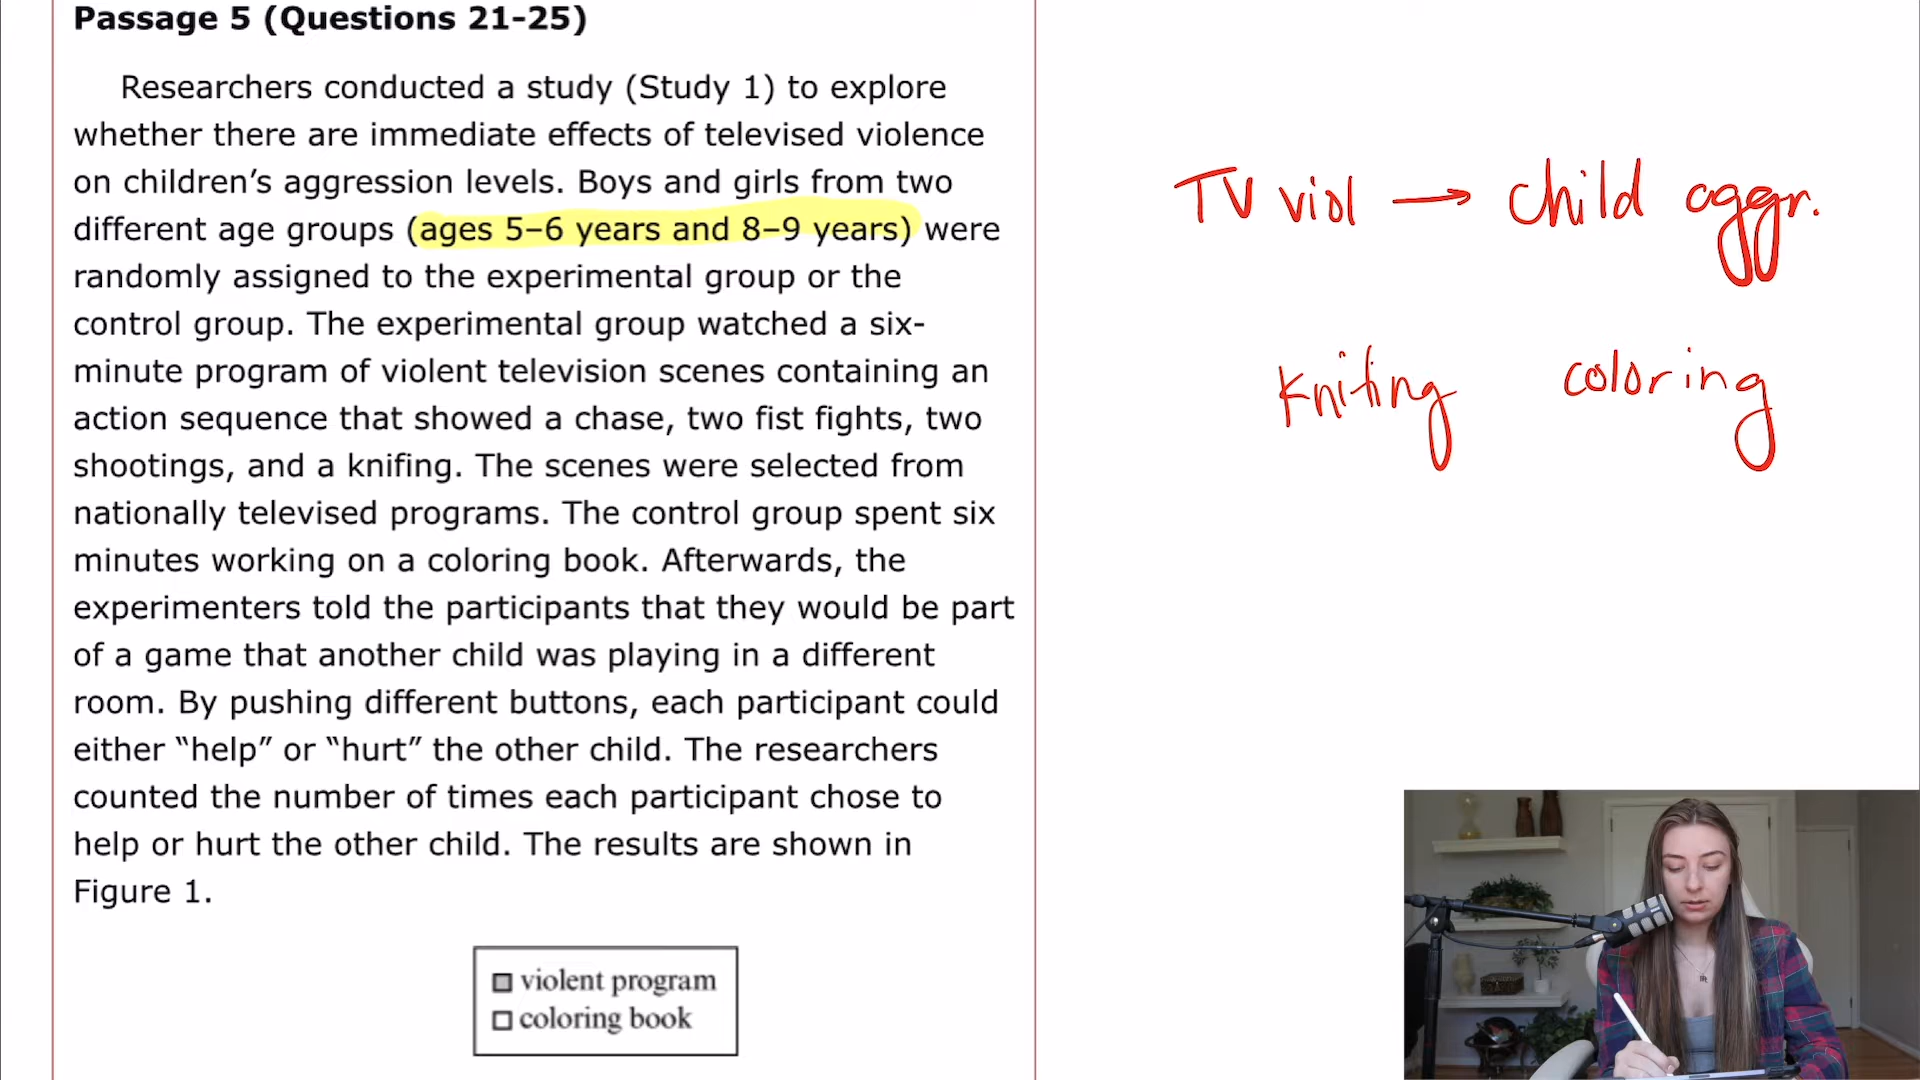 Passage 5 (Questions 21-25)
Researchers conducted a study (Study 1) to explore
whether there are immediate effects of televised violence
on children’s aggression levels. Boys and girls from two
different age groups (ages 5–6 years and 8–9 years) were
randomly assigned to the experimental group or the
control group. The experimental group watched a six-
minute program of violent television scenes containing an
action sequence that showed a chase, two fist fights, two
shootings, and a knifing. The scenes were selected from
nationally televised programs. The control group spent six
minutes working on a coloring book. Afterwards, the
experimenters told the participants that they would be part
of a game that another child was playing in a different
room. By pushing different buttons, each participant could
either “help” or “hurt” the other child. The researchers
counted the number of times each participant chose to
help or hurt the other child. The results are shown in
Figure 1.
violent program
coloring book
TV viol → child aggr.
knifing coloring